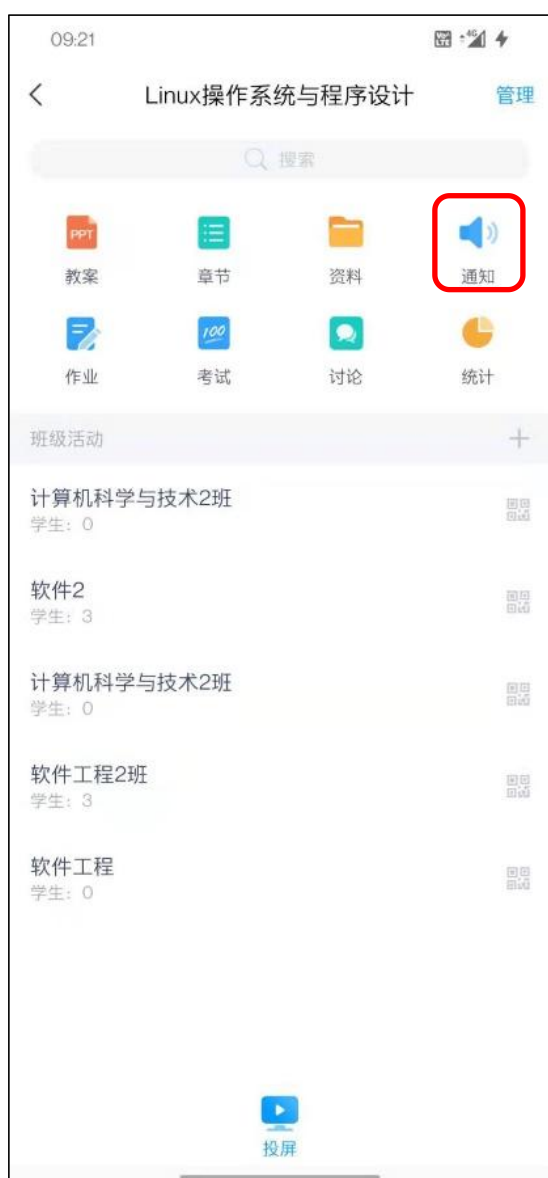 09:21
4G
Linux操作系统与程序设计
管理
搜索
PPT
教案
章节
资料
通知
100
作业
考试
讨论
统计
班级活动
计算机科学与技术2班
学生：0
软件2
学生：3
计算机科学与技术2班
学生：0
软件工程2班
学生：3
软件工程
学生：0
投屏